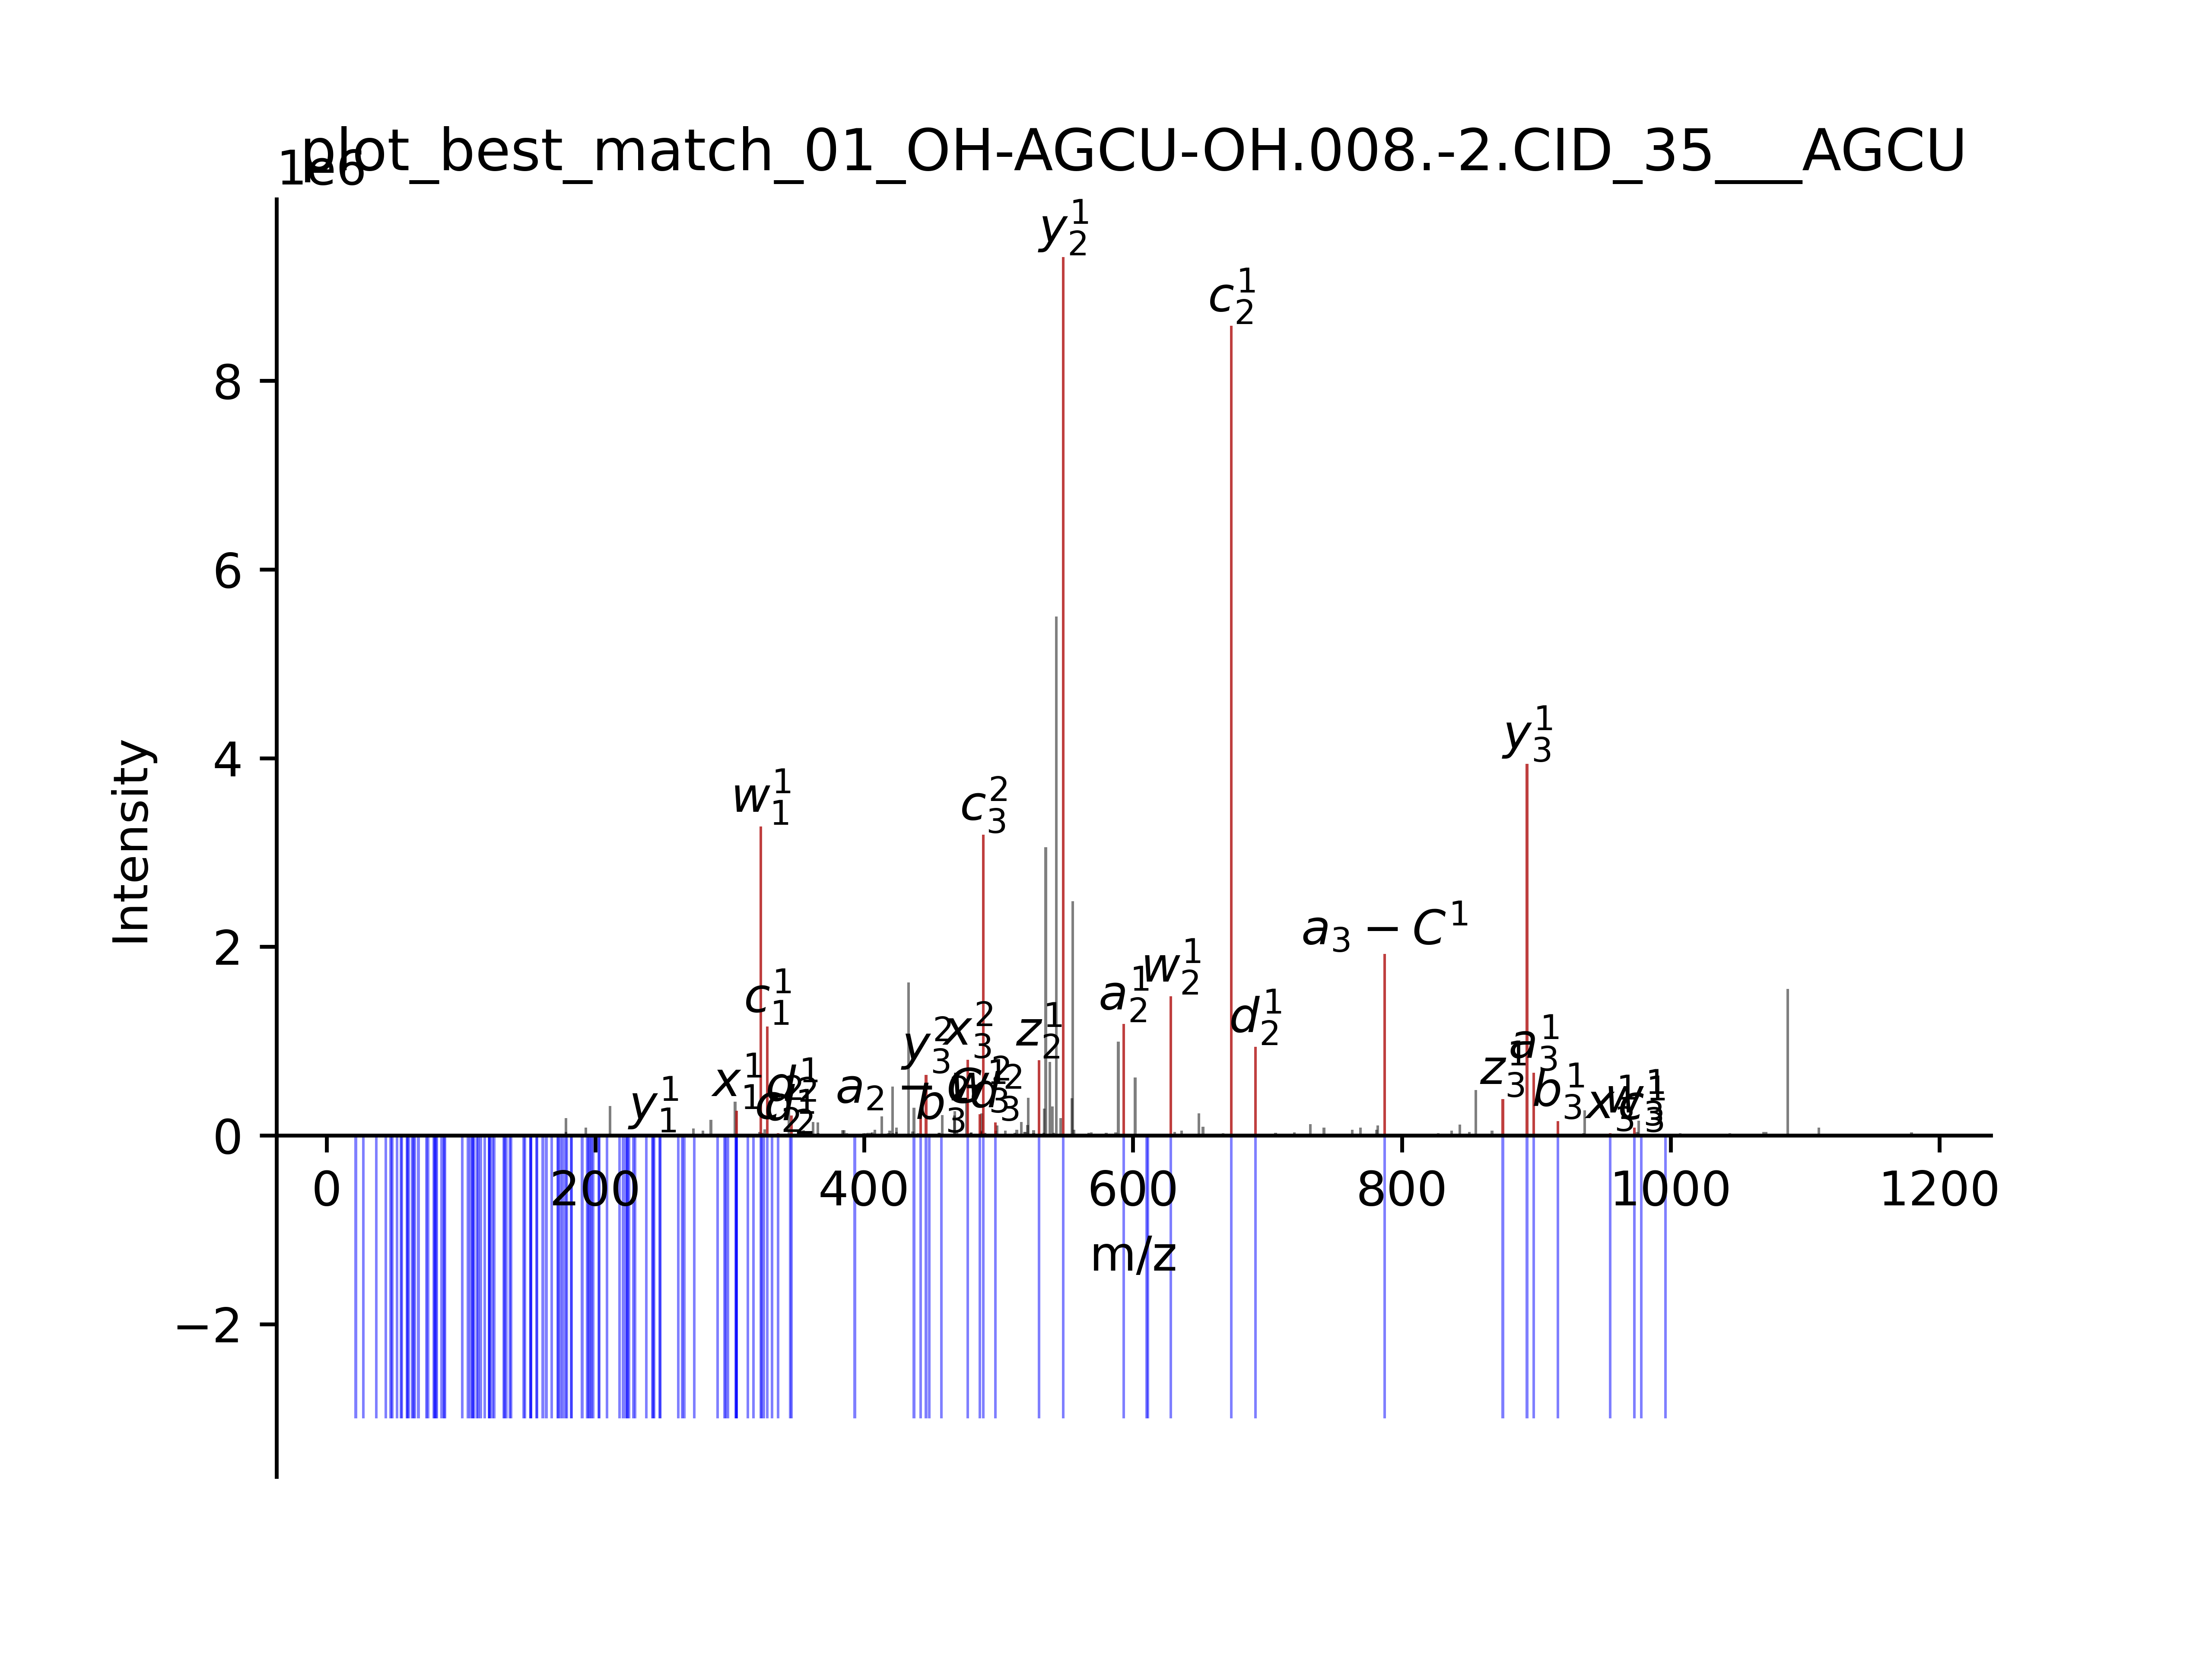 plot_best_match_01_OH-AGCU-OH.008.-2.CID_35___AGCU
1e6
y₂¹
c₂¹
8
6
y₃¹
4
w₁¹
c₃²
Intensity
a₃ − C¹
2
w₂¹
a₂¹
c₁¹
d₂¹
y₃²
x₃²
z₂¹
a₃¹
z₃¹
x₁¹
y₁¹
b₃¹
0
0
200
400
600
800
1000
1200
m/z
−2